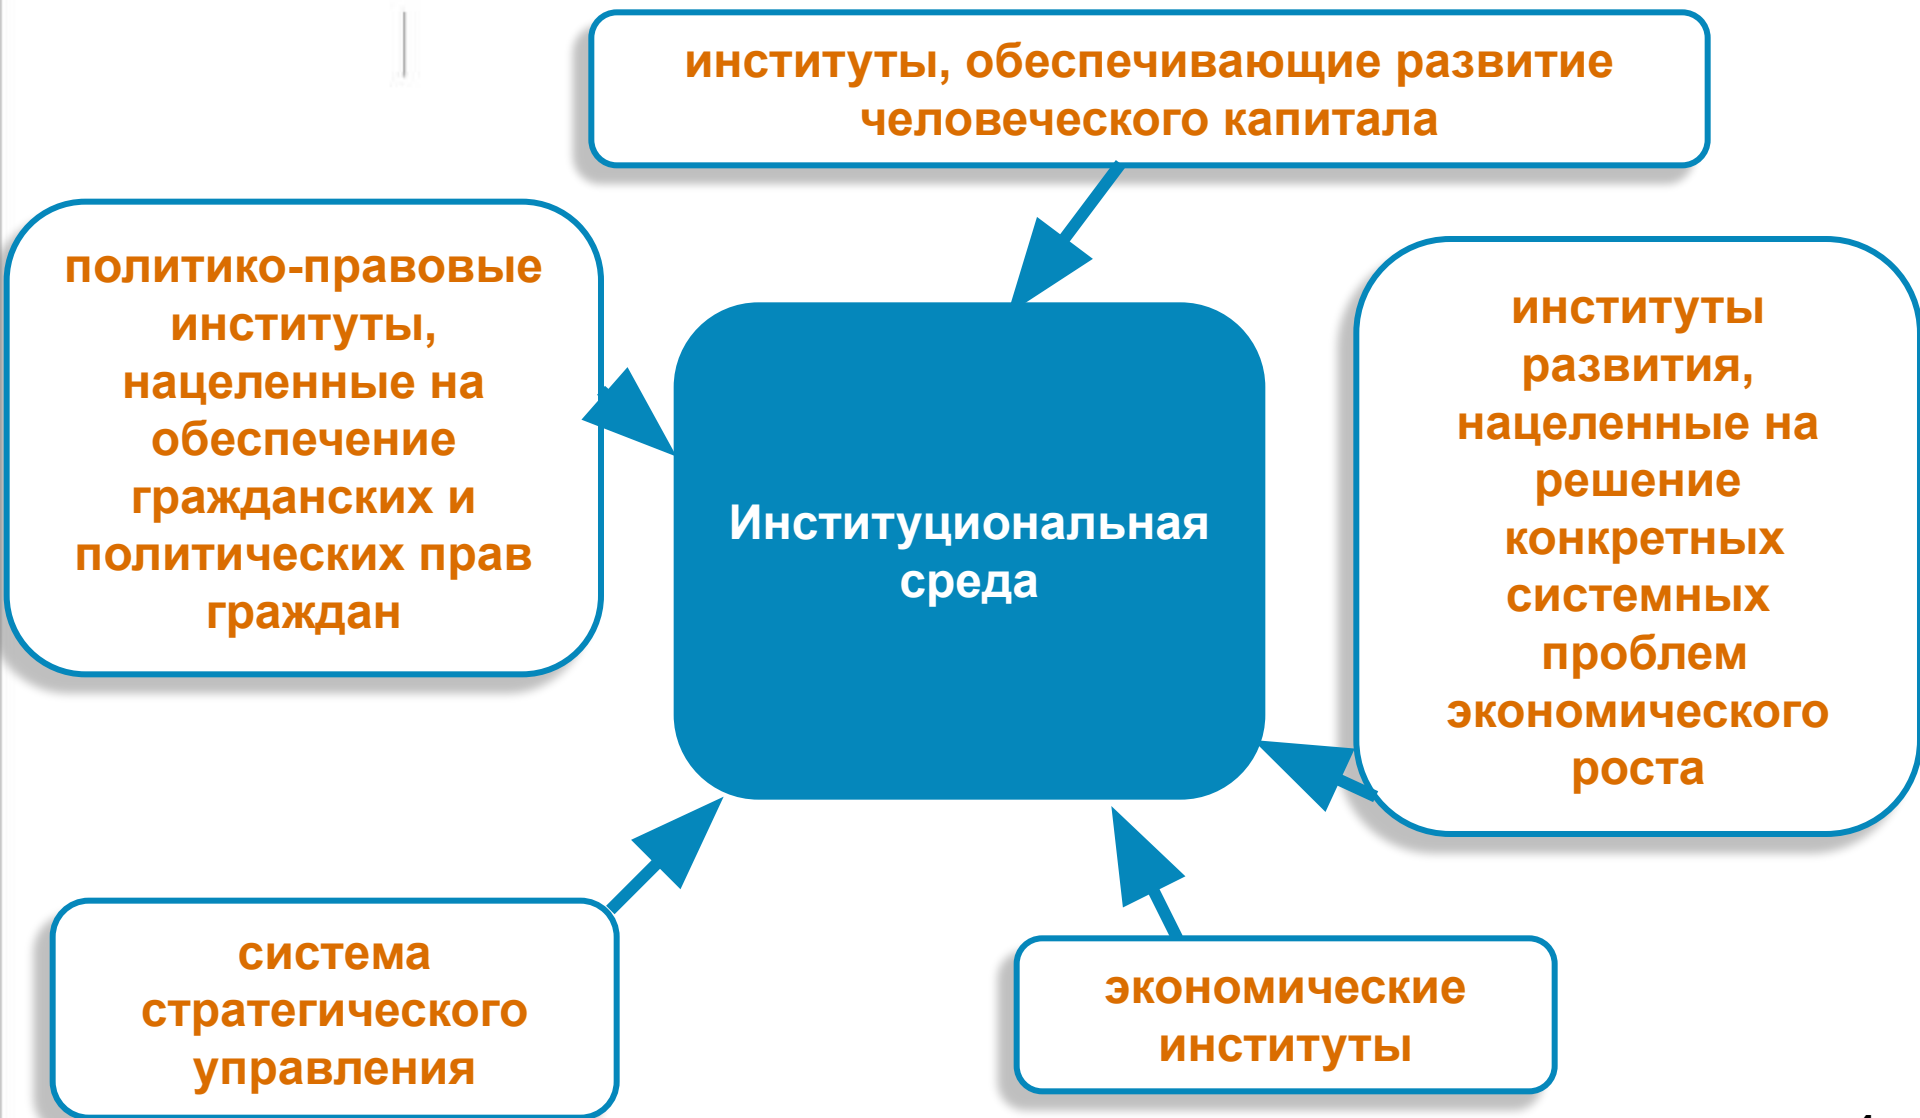 институты, обеспечивающие развитие
человеческого капитала
политико-правовые
институты,
нацеленные на
обеспечение
гражданских и
политических прав
граждан
Институциональная
среда
институты
развития,
нацеленные на
решение
конкретных
системных
проблем
экономического
роста
система
стратегического
управления
экономические
институты